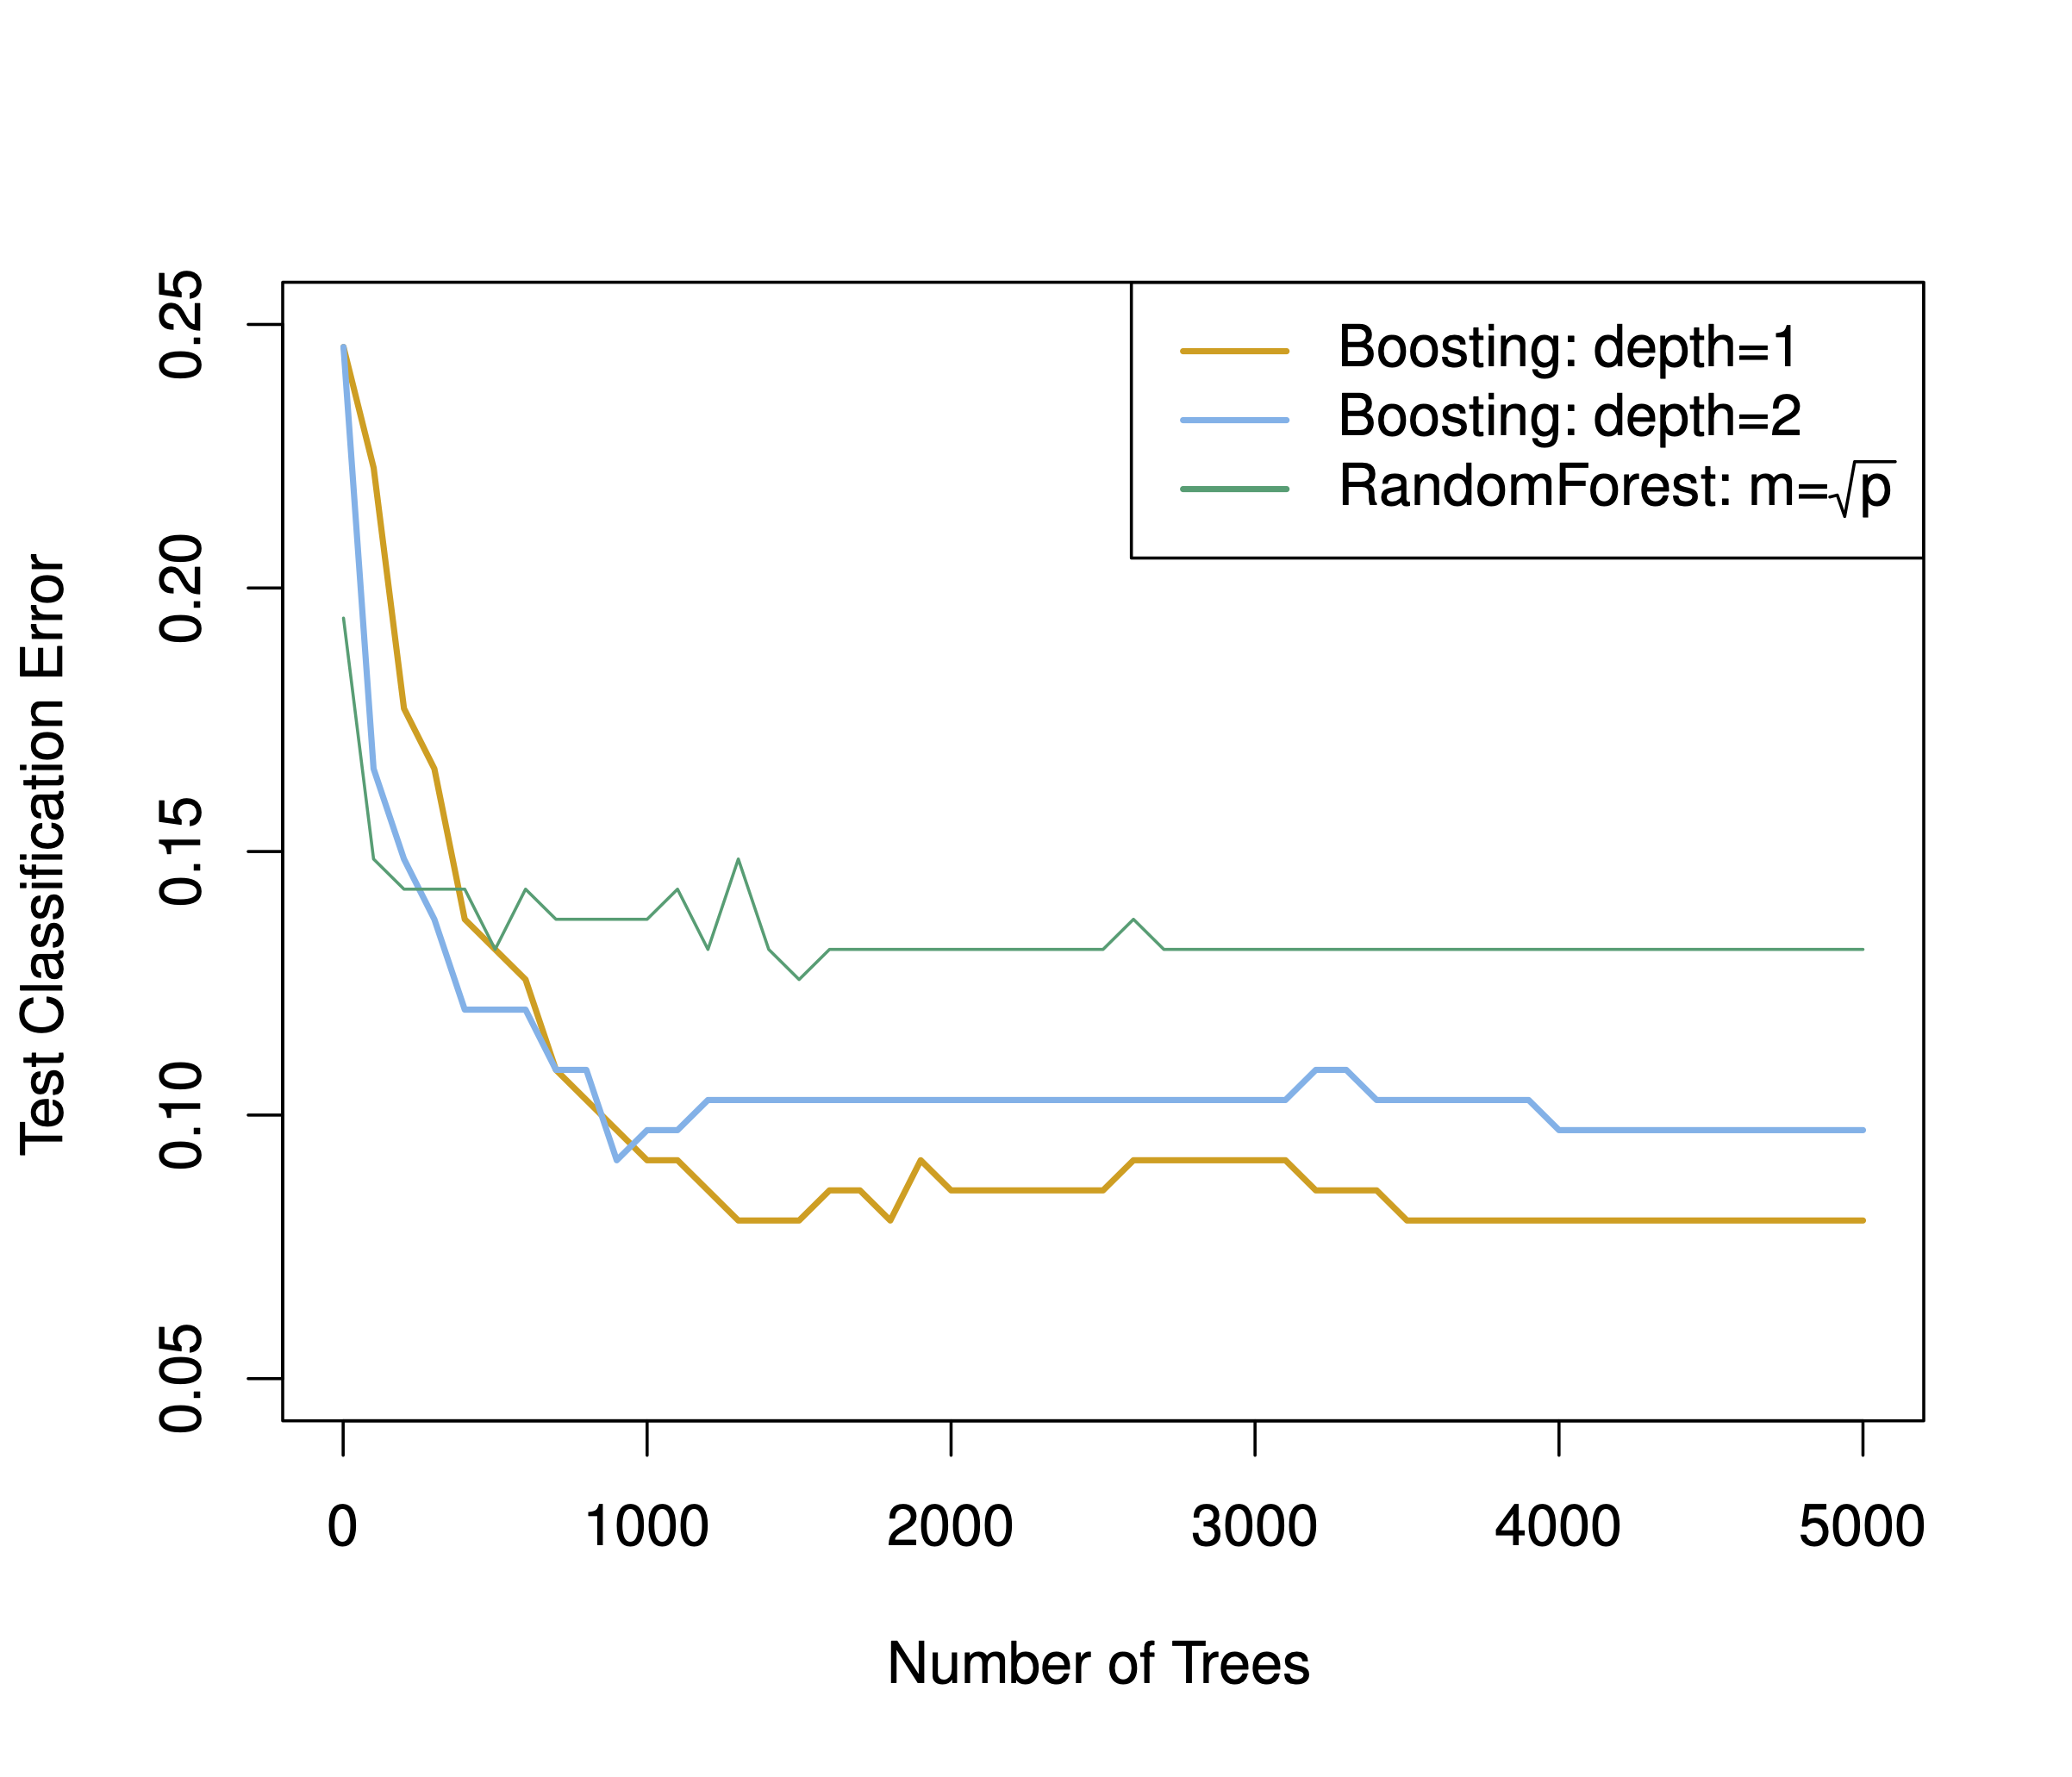 Test Classification Error
0.05
0.10
0.15
0.20
0.25
Boosting: depth=1
Boosting: depth=2
RandomForest: m=√p
0 1000 2000 3000 4000 5000
Number of Trees